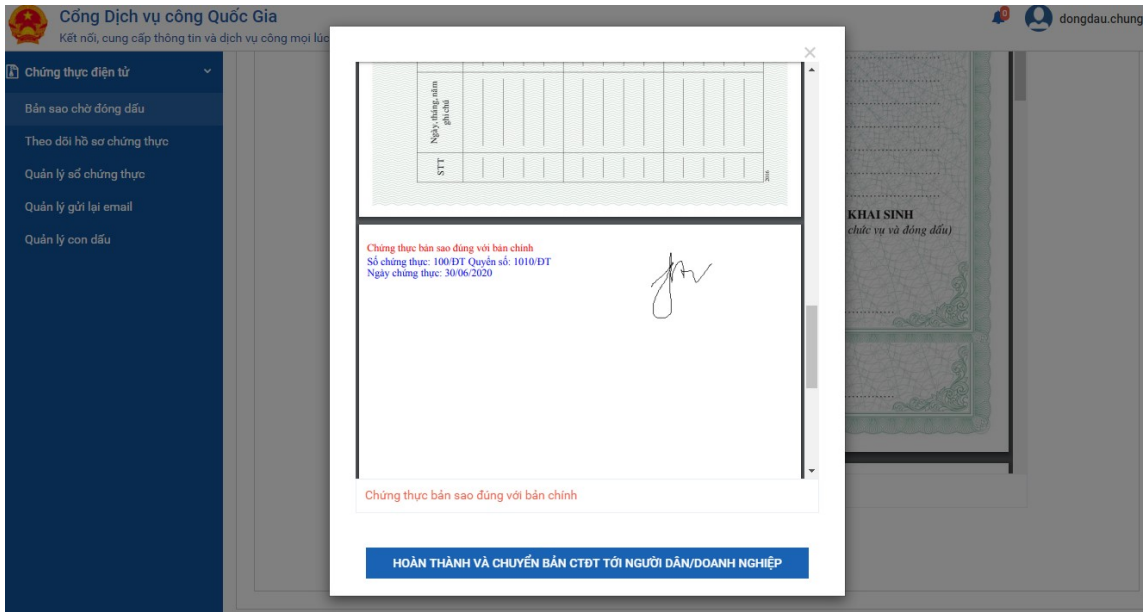 Cổng Dịch vụ công Quốc Gia
Kết nối, cung cấp thông tin và dịch vụ công mọi lúc
0
dongdau.chung
Chứng thực điện tử
Bản sao chờ đóng dấu
Theo dõi hồ sơ chứng thực
Quản lý sổ chứng thực
Quản lý gửi lại email
Quản lý con dấu
×
Ngày, tháng, năm
ghi chú
STT
2016
KHAI SINH
chức vụ và đóng dấu)
Chứng thực bản sao đúng với bản chính
Số chứng thực: 100/ĐT Quyển số: 1010/ĐT
Ngày chứng thực: 30/06/2020
Chứng thực bản sao đúng với bản chính
HOÀN THÀNH VÀ CHUYỂN BẢN CTĐT TỚI NGƯỜI DÂN/DOANH NGHIỆP